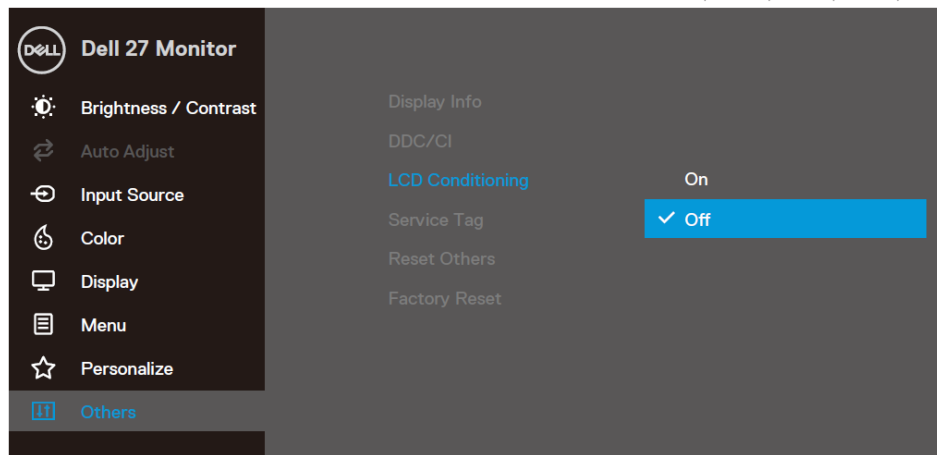 DELL
Dell 27 Monitor
Brightness / Contrast
Auto Adjust
Input Source
Color
Display
Menu
Personalize
Others
Display Info
DDC/CI
LCD Conditioning
Service Tag
Reset Others
Factory Reset
On
Off